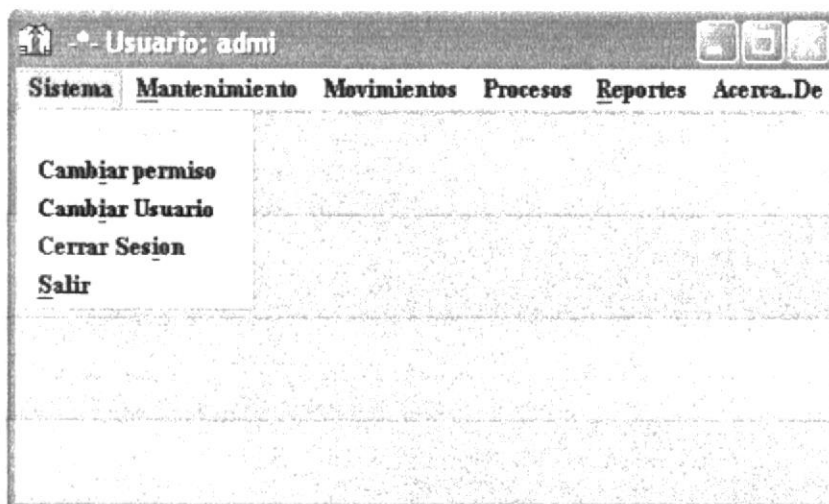 -*- Usuario: admi
Sistema Mantenimiento Movimientos Procesos Reportes Acerca..De
Cambiar permiso
Cambiar Usuario
Cerrar Sesion
Salir